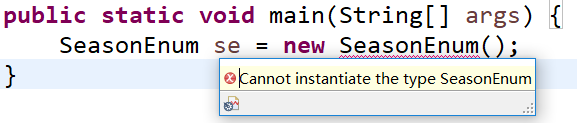 public static void main(String[] args) {
SeasonEnum se = new SeasonEnum();
}
Cannot instantiate the type SeasonEnum